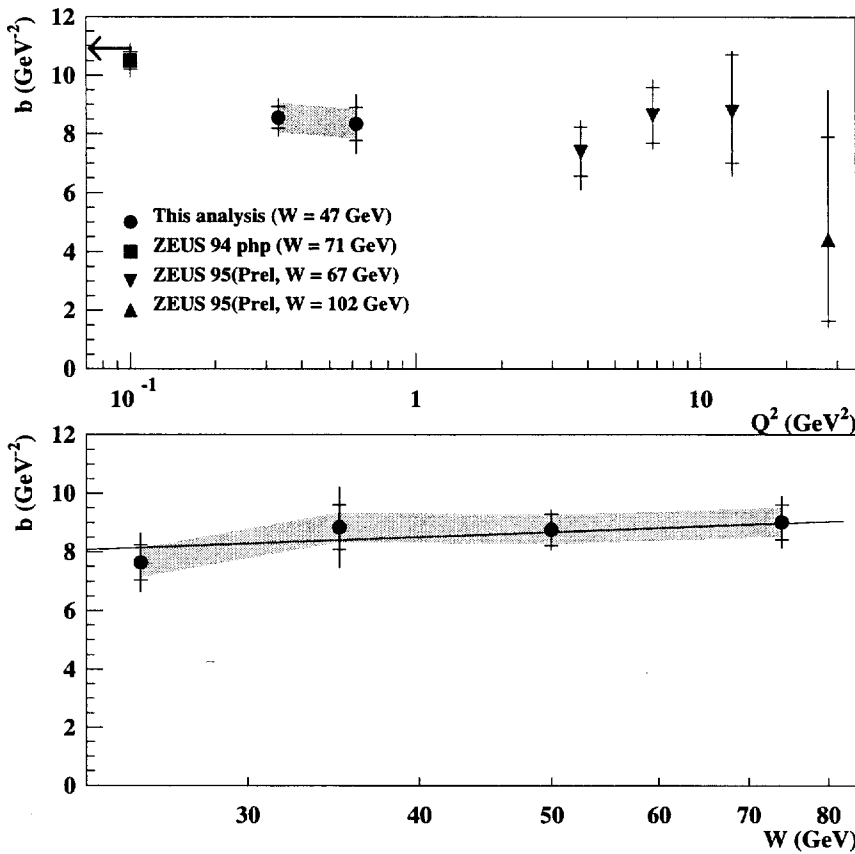 b (GeV-2)
12
10
8
6
4
2
0
This analysis (W = 47 GeV)
ZEUS 94 php (W = 71 GeV)
ZEUS 95(Prel, W = 67 GeV)
ZEUS 95(Prel, W = 102 GeV)
10 -1 1 10
Q2 (GeV2)
b (GeV-2)
12
10
8
6
4
2
0
30 40 50 60 70 80
W (GeV)